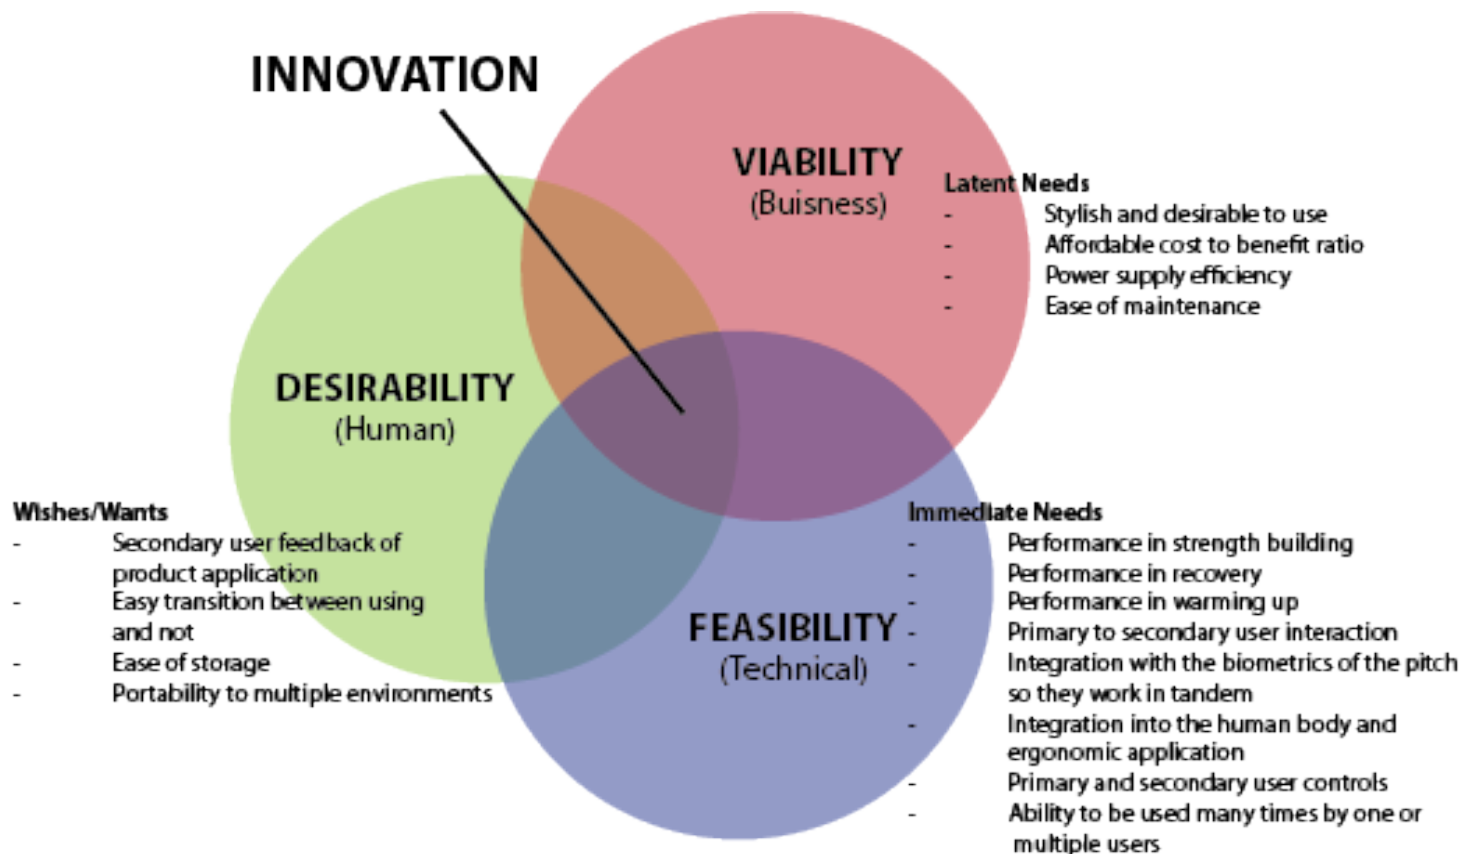 INNOVATION
VIABILITY
(Buisness)
Latent Needs
- Stylish and desirable to use
- Affordable cost to benefit ratio
- Power supply efficiency
- Ease of maintenance
DESIRABILITY
(Human)
Wishes/Wants
- Secondary user feedback of
product application
- Easy transition between using
and not
- Ease of storage
- Portability to multiple environments
FEASIBILITY
(Technical)
Immediate Needs
- Performance in strength building
- Performance in recovery
- Performance in warming up
- Primary to secondary user interaction
- Integration with the biometrics of the pitch
so they work in tandem
- Integration into the human body and
ergonomic application
- Primary and secondary user controls
- Ability to be used many times by one or
multiple users